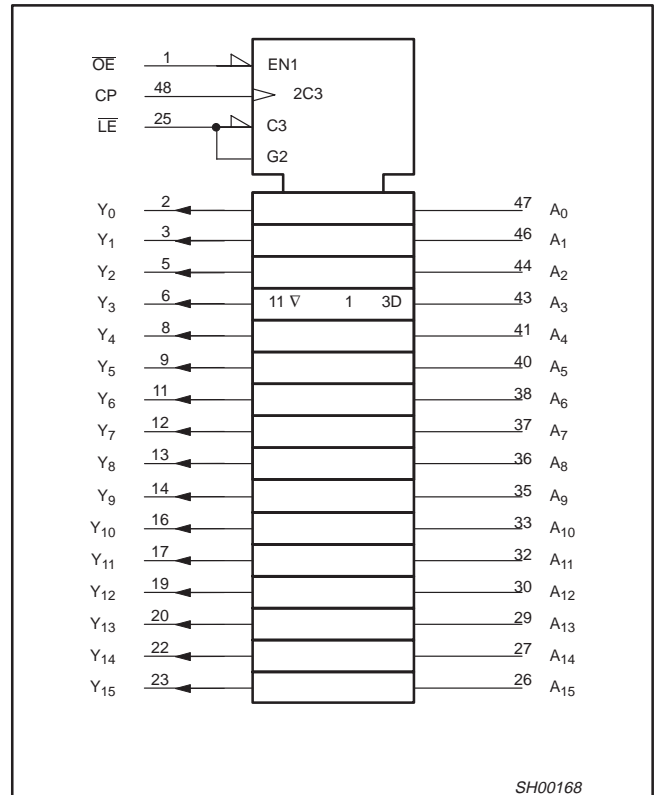 O̅E̅ 1 EN1
CP 48 2C3
L̅E̅ 25 C3
G2
Y0 2 47 A0
Y1 3 46 A1
Y2 5 44 A2
Y3 6 11 ∇ 1 3D 43 A3
Y4 8 41 A4
Y5 9 40 A5
Y6 11 38 A6
Y7 12 37 A7
Y8 13 36 A8
Y9 14 35 A9
Y10 16 33 A10
Y11 17 32 A11
Y12 19 30 A12
Y13 20 29 A13
Y14 22 27 A14
Y15 23 26 A15
SH00168